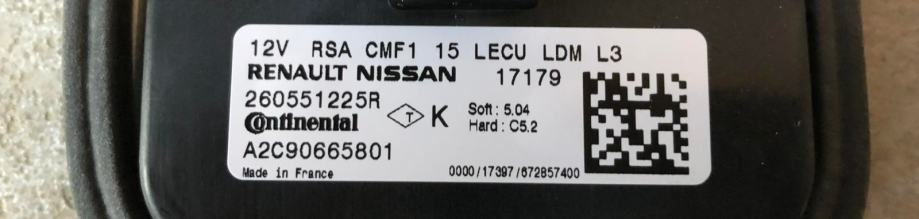 12V RSA CMF1 15 LECU LDM L3
RENAULT NISSAN 17179
260551225R
Continental T K Soft : 5.04
Hard : C5.2
A2C90665801
Made in France 0000/17397/672857400